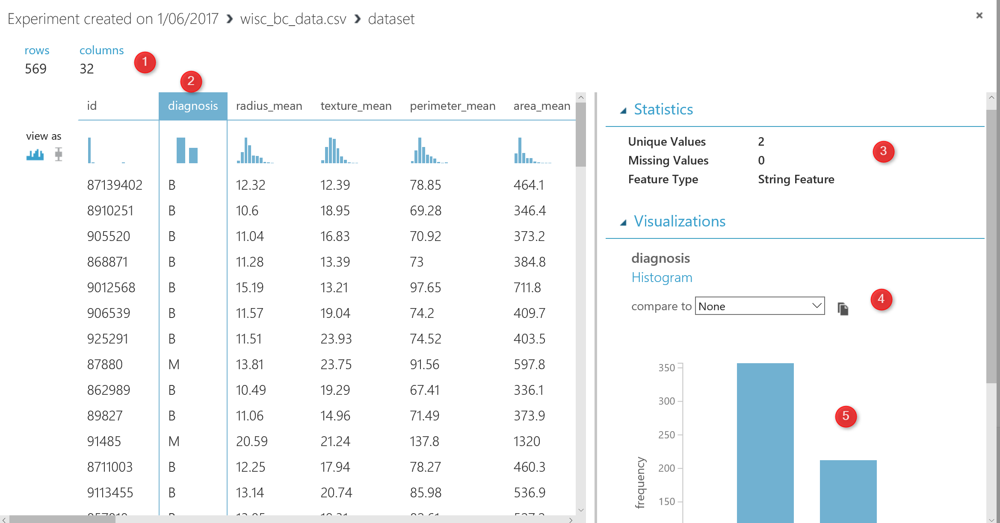 Experiment created on 1/06/2017 > wisc_bc_data.csv > dataset
rows columns
569 32
1
2
id diagnosis radius_mean texture_mean perimeter_mean area_mean
view as
87139402 B 12.32 12.39 78.85 464.1
8910251 B 10.6 18.95 69.28 346.4
905520 B 11.04 16.83 70.92 373.2
868871 B 11.28 13.39 73 384.8
9012568 B 15.19 13.21 97.65 711.8
906539 B 11.57 19.04 74.2 409.7
925291 B 11.51 23.93 74.52 403.5
87880 M 13.81 23.75 91.56 597.8
862989 B 10.49 19.29 67.41 336.1
89827 B 11.06 14.96 71.49 373.9
91485 M 20.59 21.24 137.8 1320
8711003 B 12.25 17.94 78.27 460.3
9113455 B 13.14 20.74 85.98 536.9
Statistics
Unique Values 2
Missing Values 0
Feature Type String Feature
3
Visualizations
diagnosis
Histogram
compare to None
4
350
300
5
250
200
150
frequency